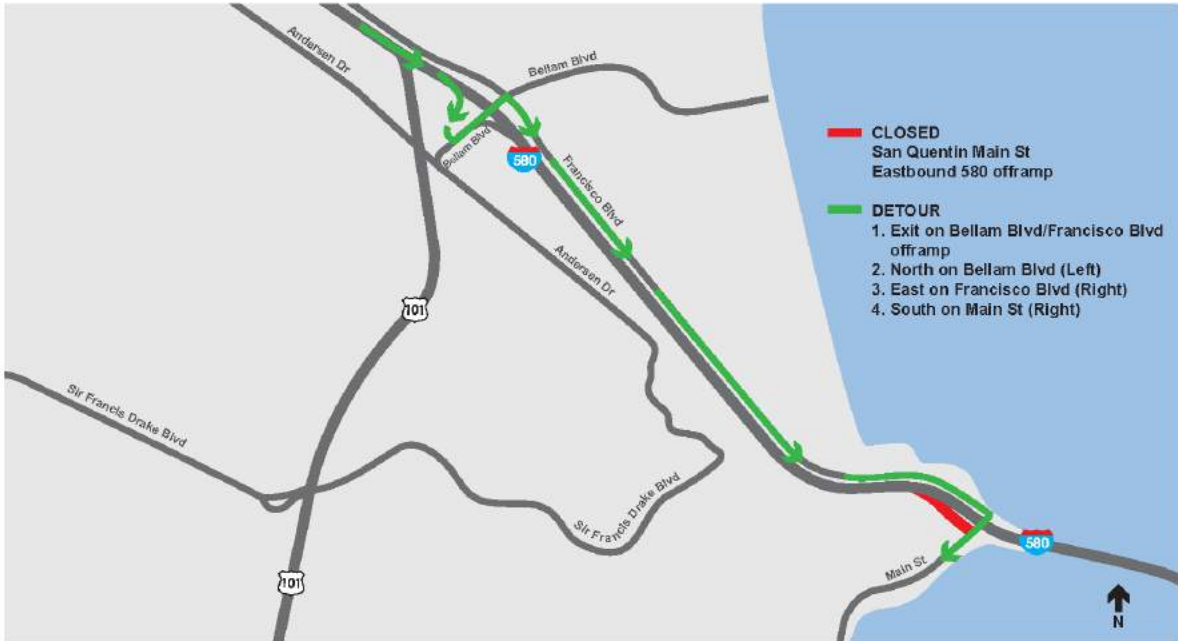 Andersen Dr
Bellam Blvd
Bellam Blvd
580
Francisco Blvd
Andersen Dr
101
Sir Francis Drake Blvd
Sir Francis Drake Blvd
101
Main St
580
N
CLOSED
San Quentin Main St
Eastbound 580 offramp
DETOUR
1. Exit on Bellam Blvd/Francisco Blvd
offramp
2. North on Bellam Blvd (Left)
3. East on Francisco Blvd (Right)
4. South on Main St (Right)